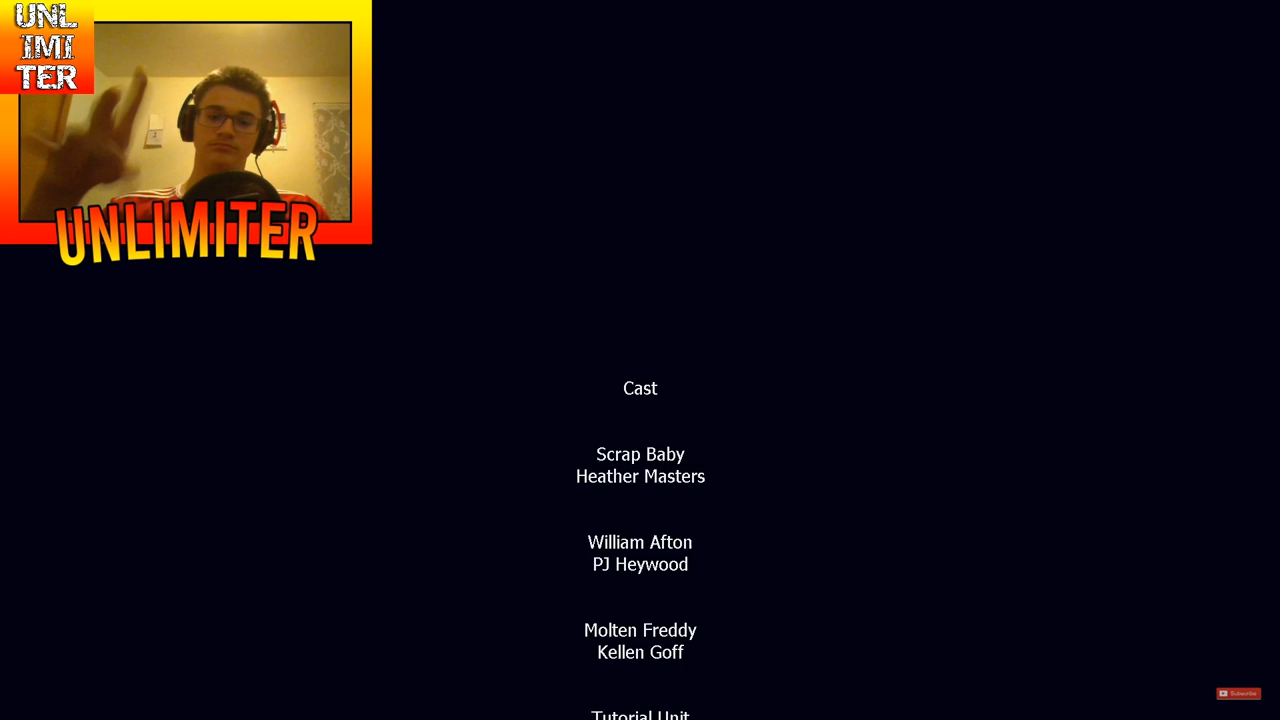 UNL
IMI
TER
UNLIMITER
Cast
Scrap Baby
Heather Masters
William Afton
PJ Heywood
Molten Freddy
Kellen Goff
Tutorial Unit
Subscribe